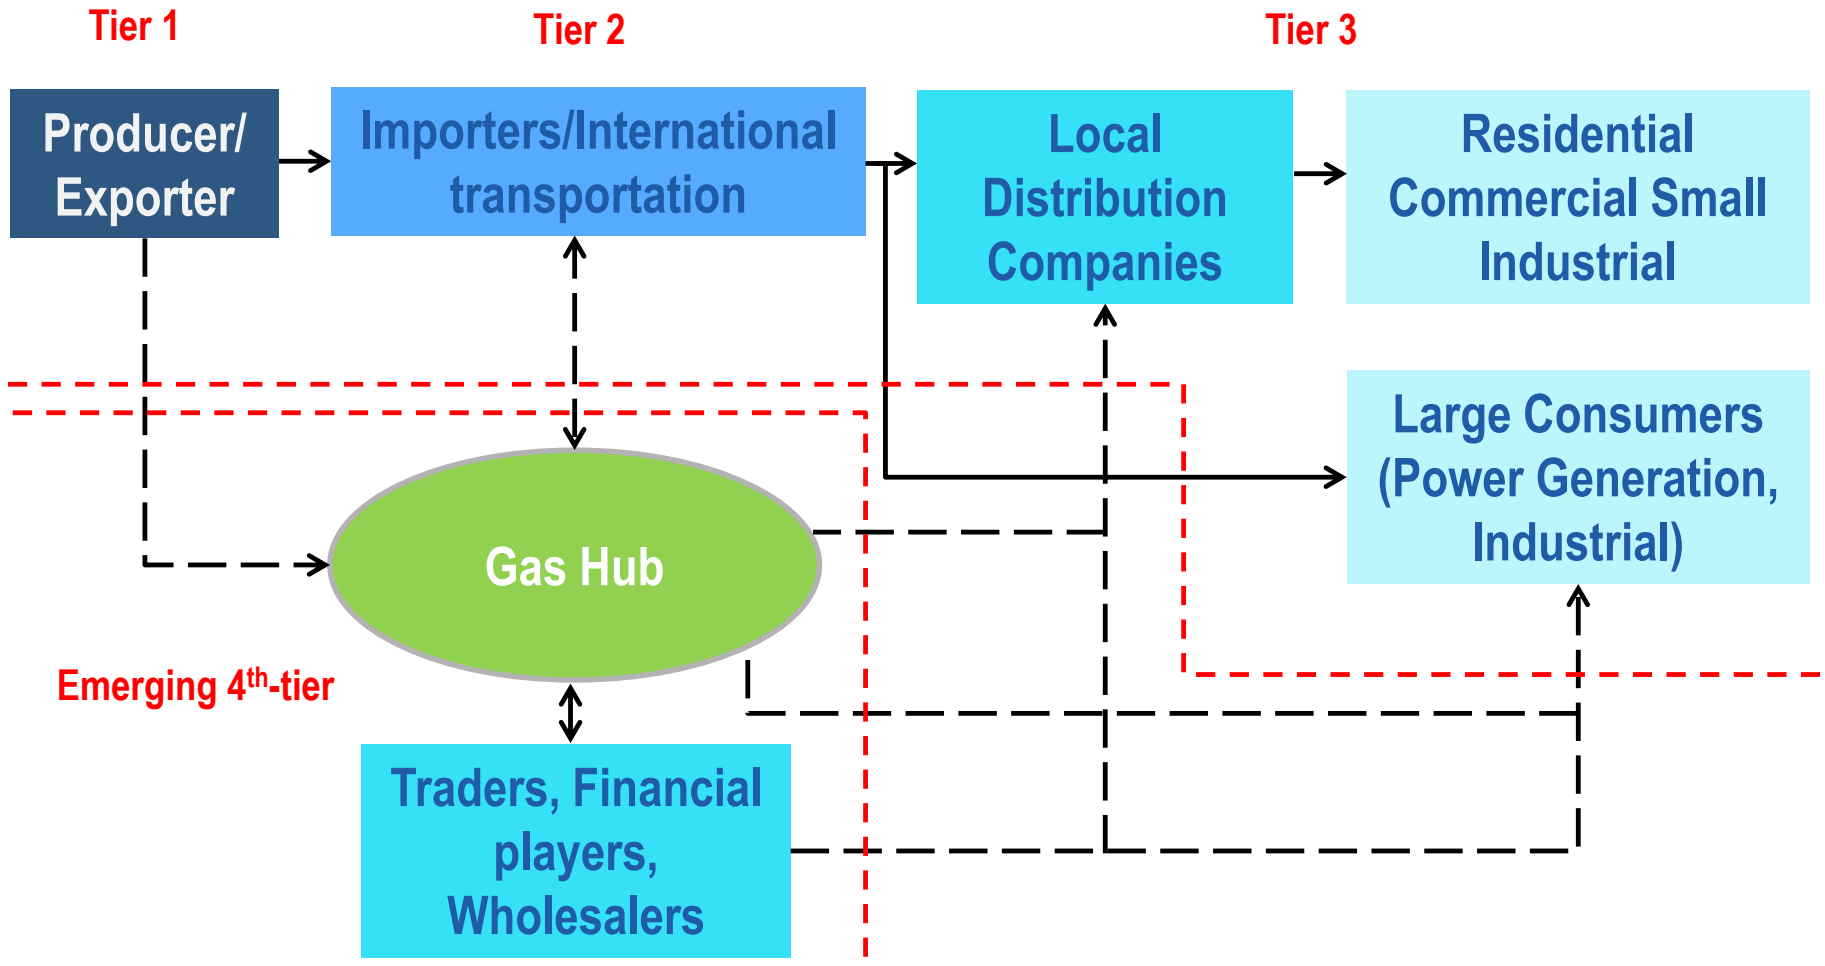 Tier 1
Tier 2
Tier 3
Producer/
Exporter
Importers/International
transportation
Local
Distribution
Companies
Residential
Commercial Small
Industrial
Large Consumers
(Power Generation,
Industrial)
Gas Hub
Emerging 4th-tier
Traders, Financial
players,
Wholesalers